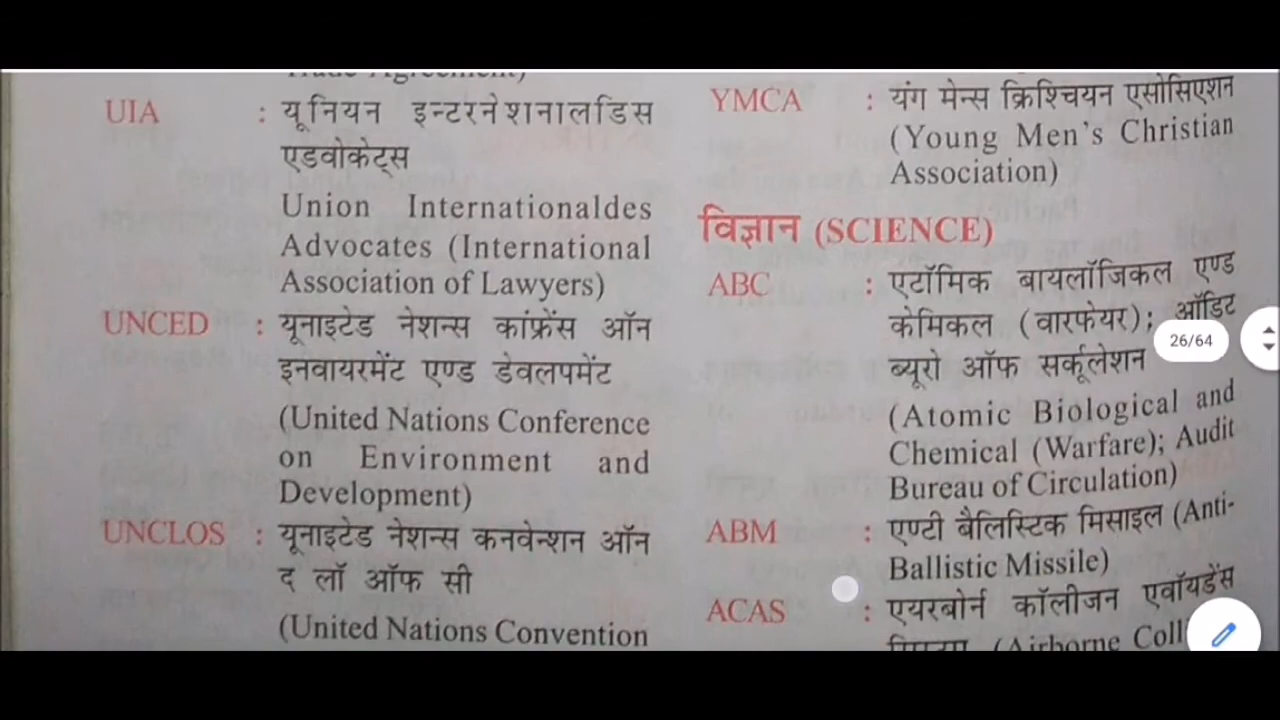 Trade Agreement)
UIA : यूनियन इन्टरनेशनालडिस
एडवोकेट्स
Union Internationaldes
Advocates (International
Association of Lawyers)
UNCED : यूनाइटेड नेशन्स कांफ्रेंस ऑन
इनवायरमेंट एण्ड डेवलपमेंट
(United Nations Conference
on Environment and
Development)
UNCLOS : यूनाइटेड नेशन्स कनवेन्शन ऑन
द लॉ ऑफ सी
(United Nations Convention
YMCA : यंग मेन्स क्रिश्चियन एसोसिएशन
(Young Men's Christian
Association)
विज्ञान (SCIENCE)
ABC : एटॉमिक बायलॉजिकल एण्ड
केमिकल (वारफेयर); ऑडिट
ब्यूरो ऑफ सर्कूलेशन
(Atomic Biological and
Chemical (Warfare); Audit
Bureau of Circulation)
ABM : एण्टी बैलिस्टिक मिसाइल (Anti-
Ballistic Missile)
ACAS : एयरबोर्न कॉलीजन एवॉयडेंस
(Airborne Coll
26/64